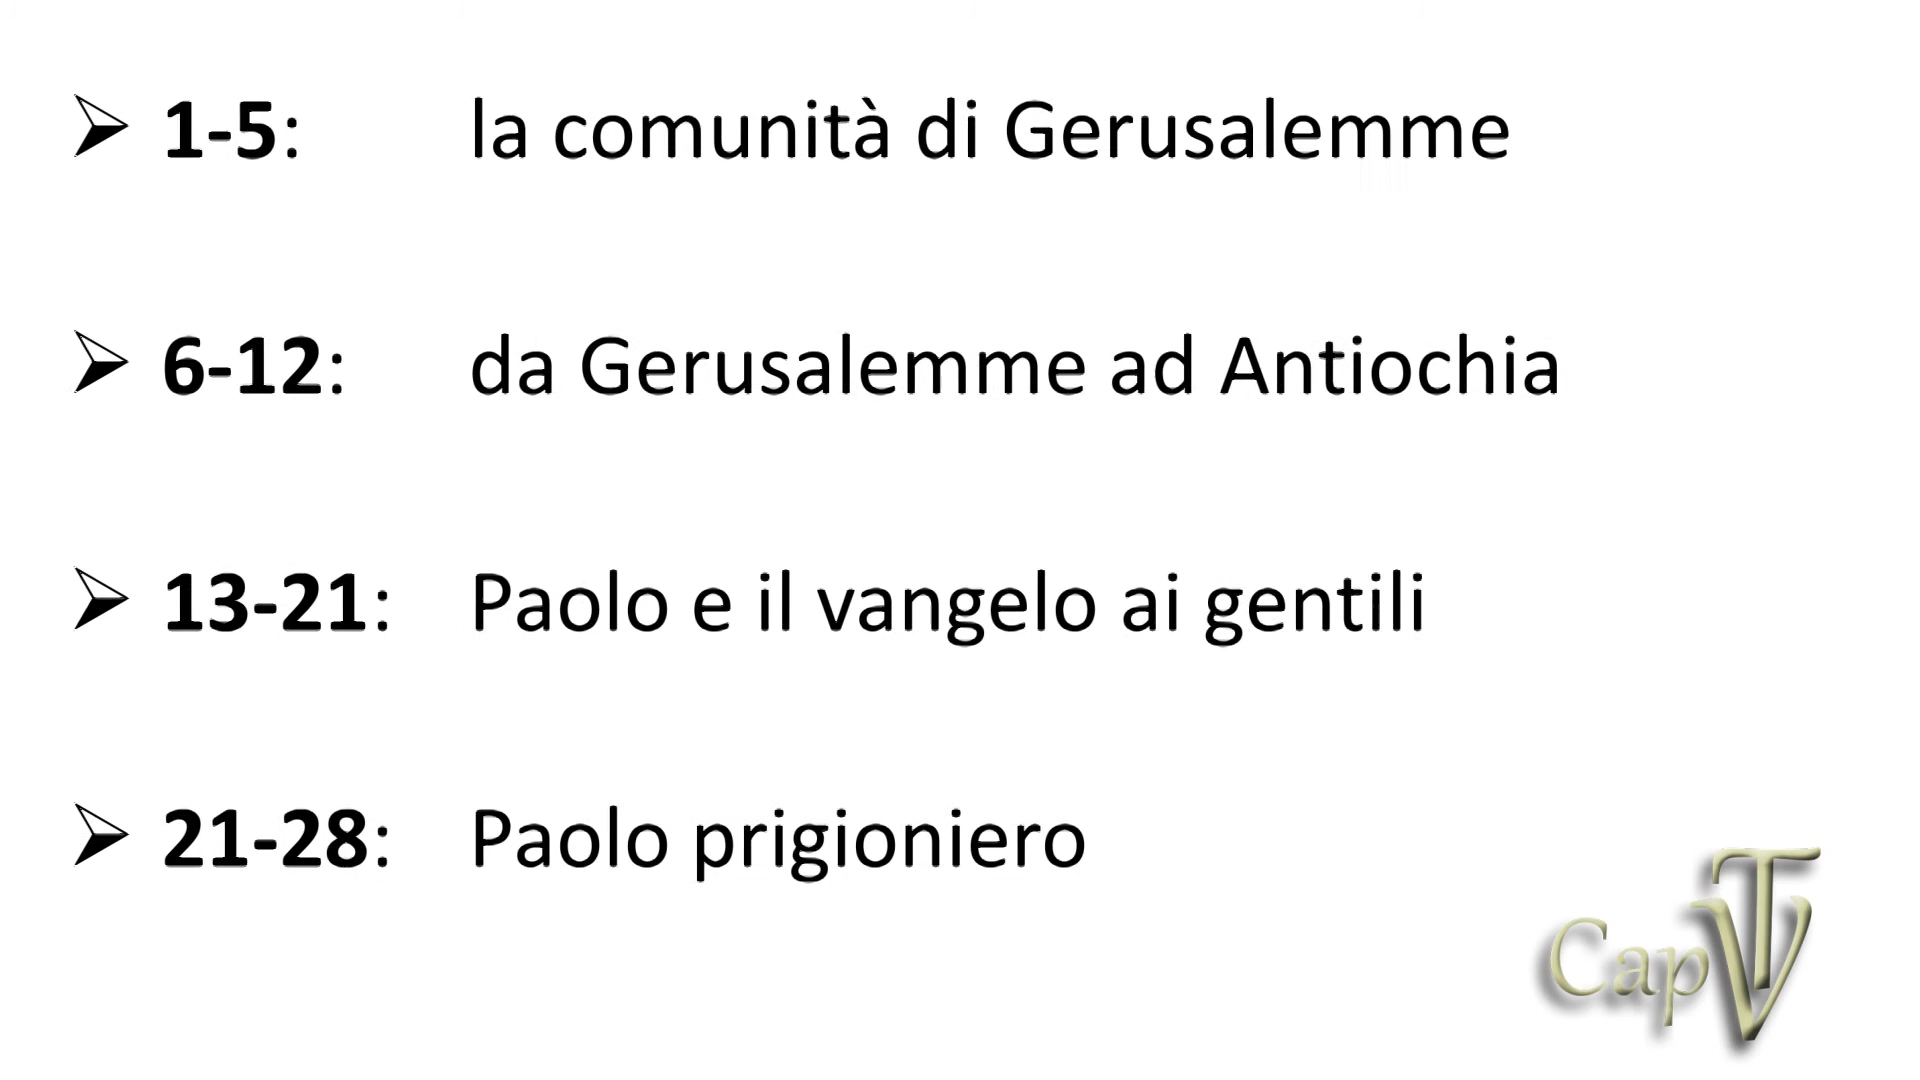 ➢ 1-5: la comunità di Gerusalemme
➢ 6-12: da Gerusalemme ad Antiochia
➢ 13-21: Paolo e il vangelo ai gentili
➢ 21-28: Paolo prigioniero
CapTV